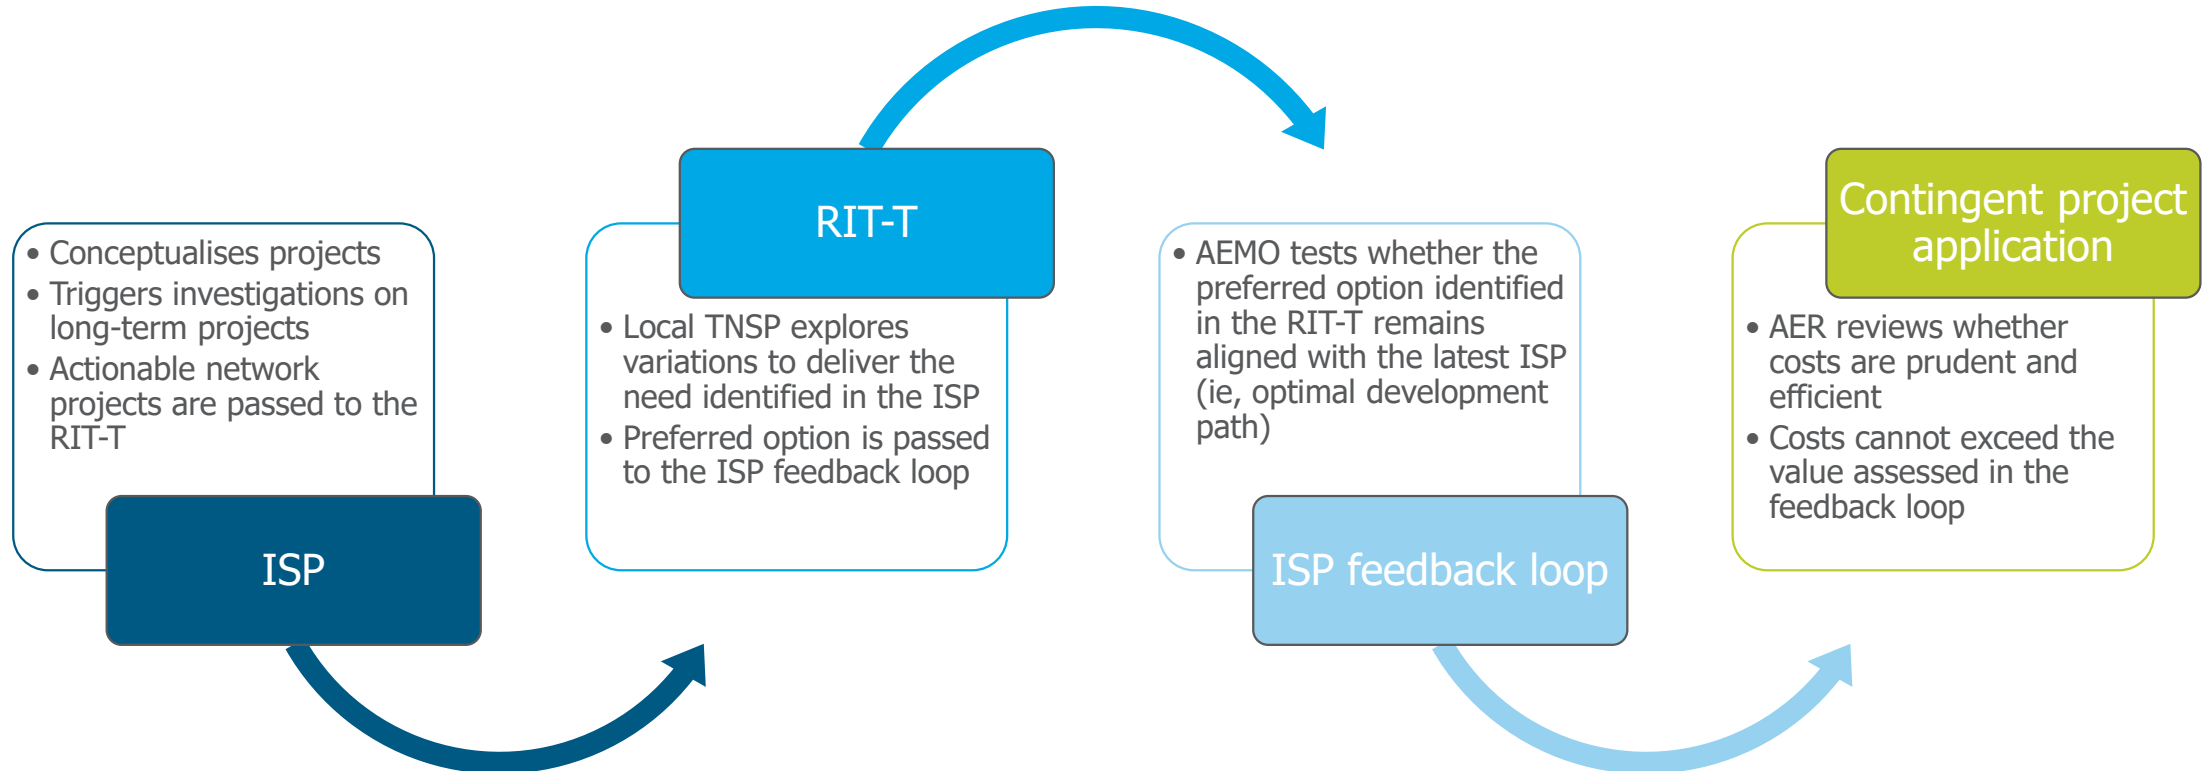 • Conceptualises projects
• Triggers investigations on
long-term projects
• Actionable network
projects are passed to the
RIT-T
ISP
RIT-T
• Local TNSP explores
variations to deliver the
need identified in the ISP
• Preferred option is passed
to the ISP feedback loop
• AEMO tests whether the
preferred option identified
in the RIT-T remains
aligned with the latest ISP
(ie, optimal development
path)
ISP feedback loop
Contingent project
application
• AER reviews whether
costs are prudent and
efficient
• Costs cannot exceed the
value assessed in the
feedback loop